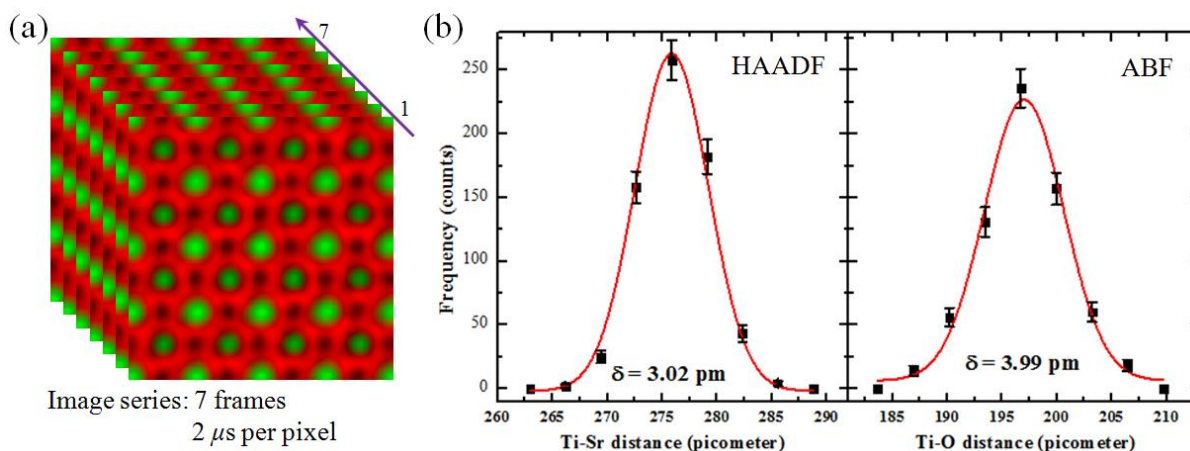 (a)
7
1
Image series: 7 frames
2 μs per pixel
(b)
HAADF
ABF
Frequency (counts)
250
200
150
100
50
0
δ = 3.02 pm
δ = 3.99 pm
260 265 270 275 280 285 290
185 190 195 200 205 210
Ti-Sr distance (picometer)
Ti-O distance (picometer)